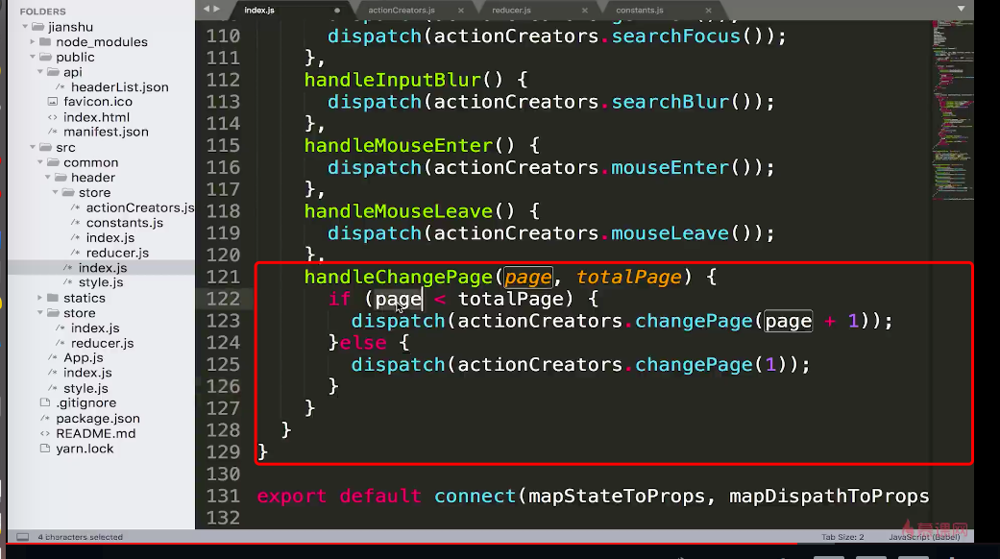 FOLDERS
jianshu
node_modules
public
api
/* headerList.json
favicon.ico
<> index.html
manifest.json
src
common
header
store
/* actionCreators.js
/* constants.js
/* index.js
/* reducer.js
/* index.js
/* style.js
statics
store
/* index.js
/* reducer.js
/* App.js
/* index.js
/* style.js
.gitignore
/* package.json
<> README.md
yarn.lock
index.js
actionCreators.js
reducer.js
constants.js
110 dispatch(actionCreators.searchFocus());
111 },
112 handleInputBlur() {
113 dispatch(actionCreators.searchBlur());
114 },
115 handleMouseEnter() {
116 dispatch(actionCreators.mouseEnter());
117 },
118 handleMouseLeave() {
119 dispatch(actionCreators.mouseLeave());
120 },
121 handleChangePage(page, totalPage) {
122 if (page < totalPage) {
123 dispatch(actionCreators.changePage(page + 1));
124 }else {
125 dispatch(actionCreators.changePage(1));
126 }
127 }
128 }
129 }
130
131 export default connect(mapStateToProps, mapDispathToProps
132
4 characters selected
Tab Size: 2
JavaScript (Babel)
慕课网